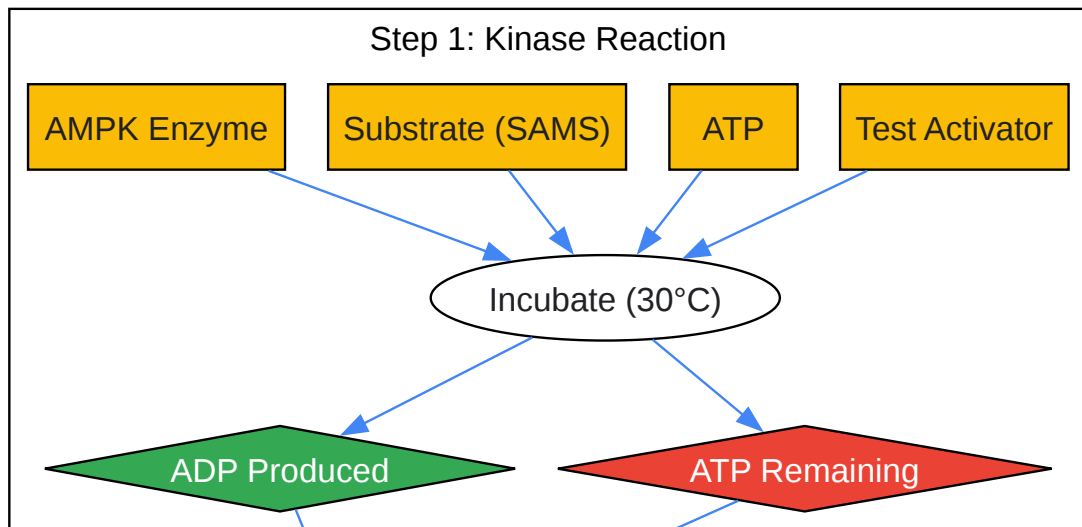 Step 1: Kinase Reaction
AMPK Enzyme
Substrate (SAMS)
ATP
Test Activator
Incubate (30°C)
ADP Produced
ATP Remaining